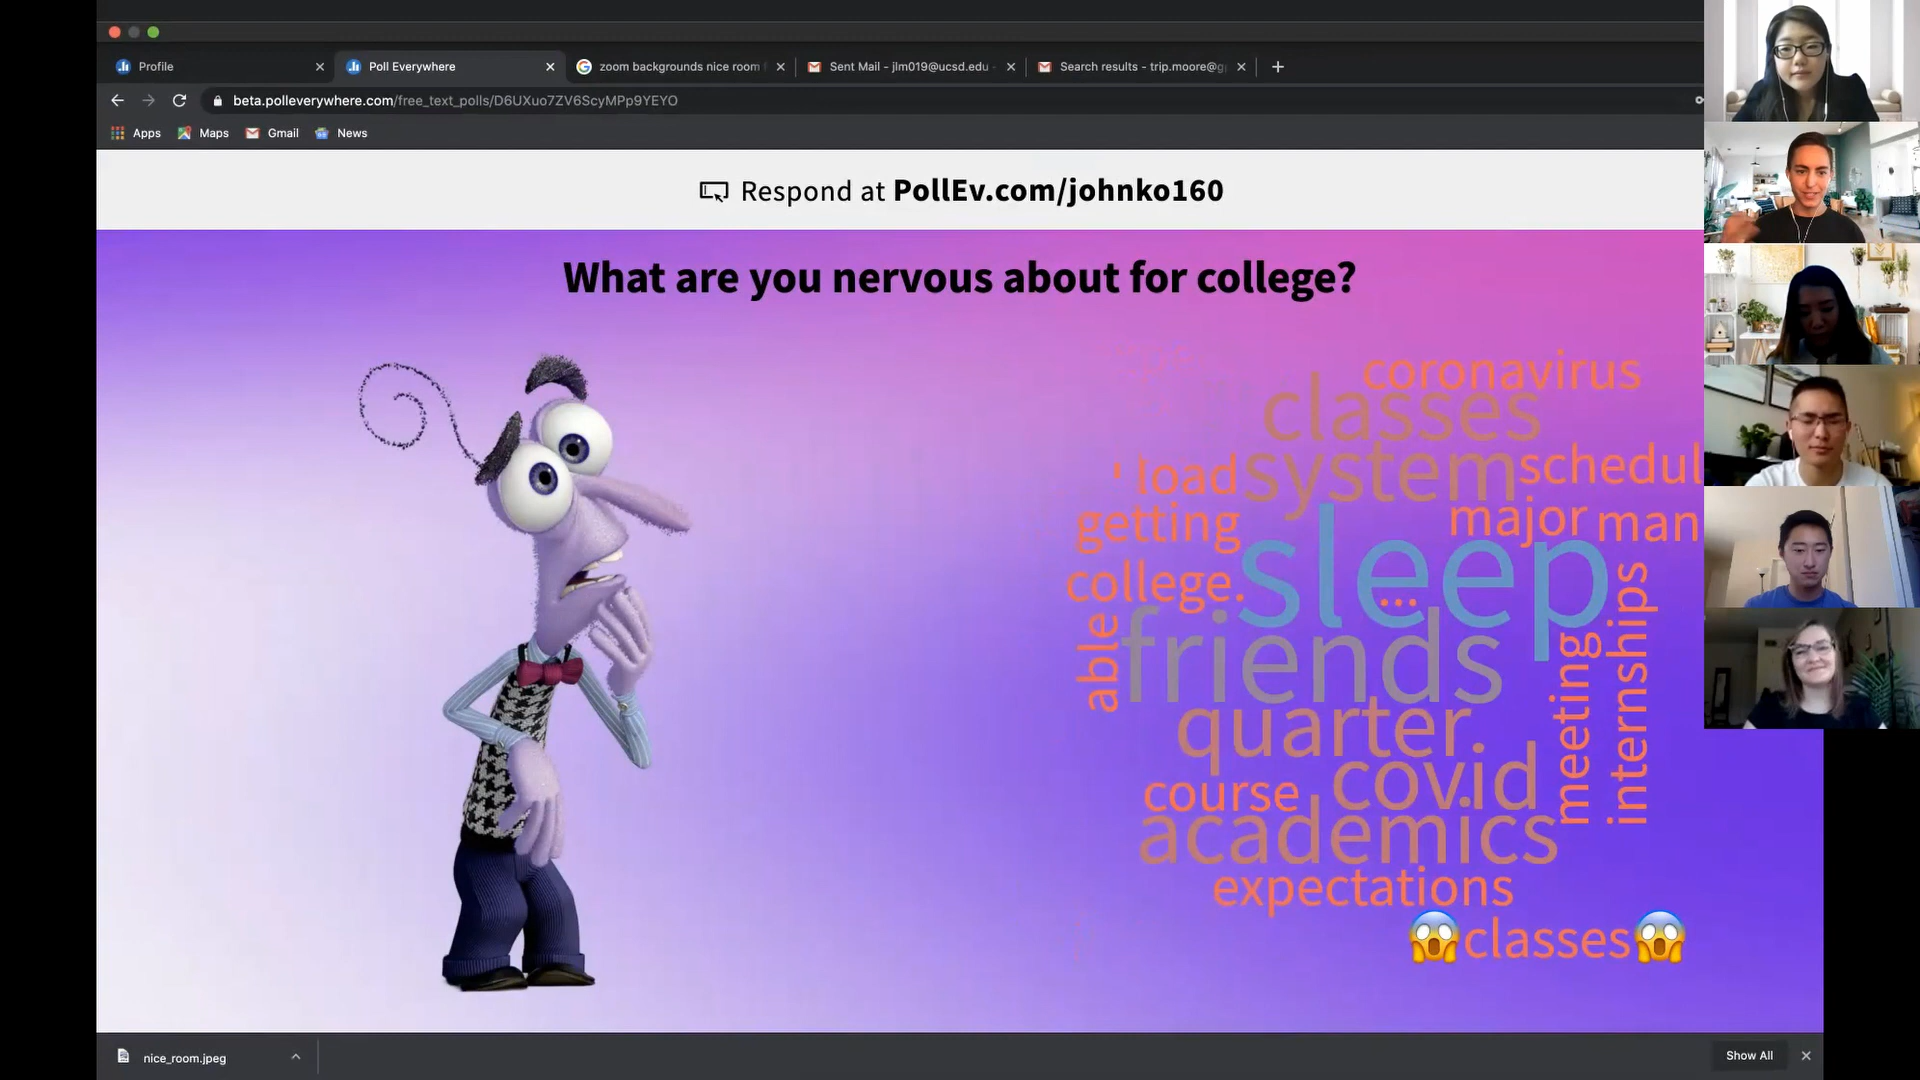 Profile
Poll Everywhere
zoom backgrounds nice room
Sent Mail - jlm019@ucsd.edu -
Search results - trip.moore@g
beta.polleverywhere.com/free_text_polls/D6UXuo7ZV6ScyMPp9YEYO
Apps
Maps
Gmail
News
Respond at PollEv.com/johnko160
What are you nervous about for college?
coronavirus
classes
load
system
schedul
getting
major
man
sleep
college.
...
able
friends
meeting
internships
quarter.
course
covid
academics
expectations
😱classes😱
nice_room.jpeg
Show All